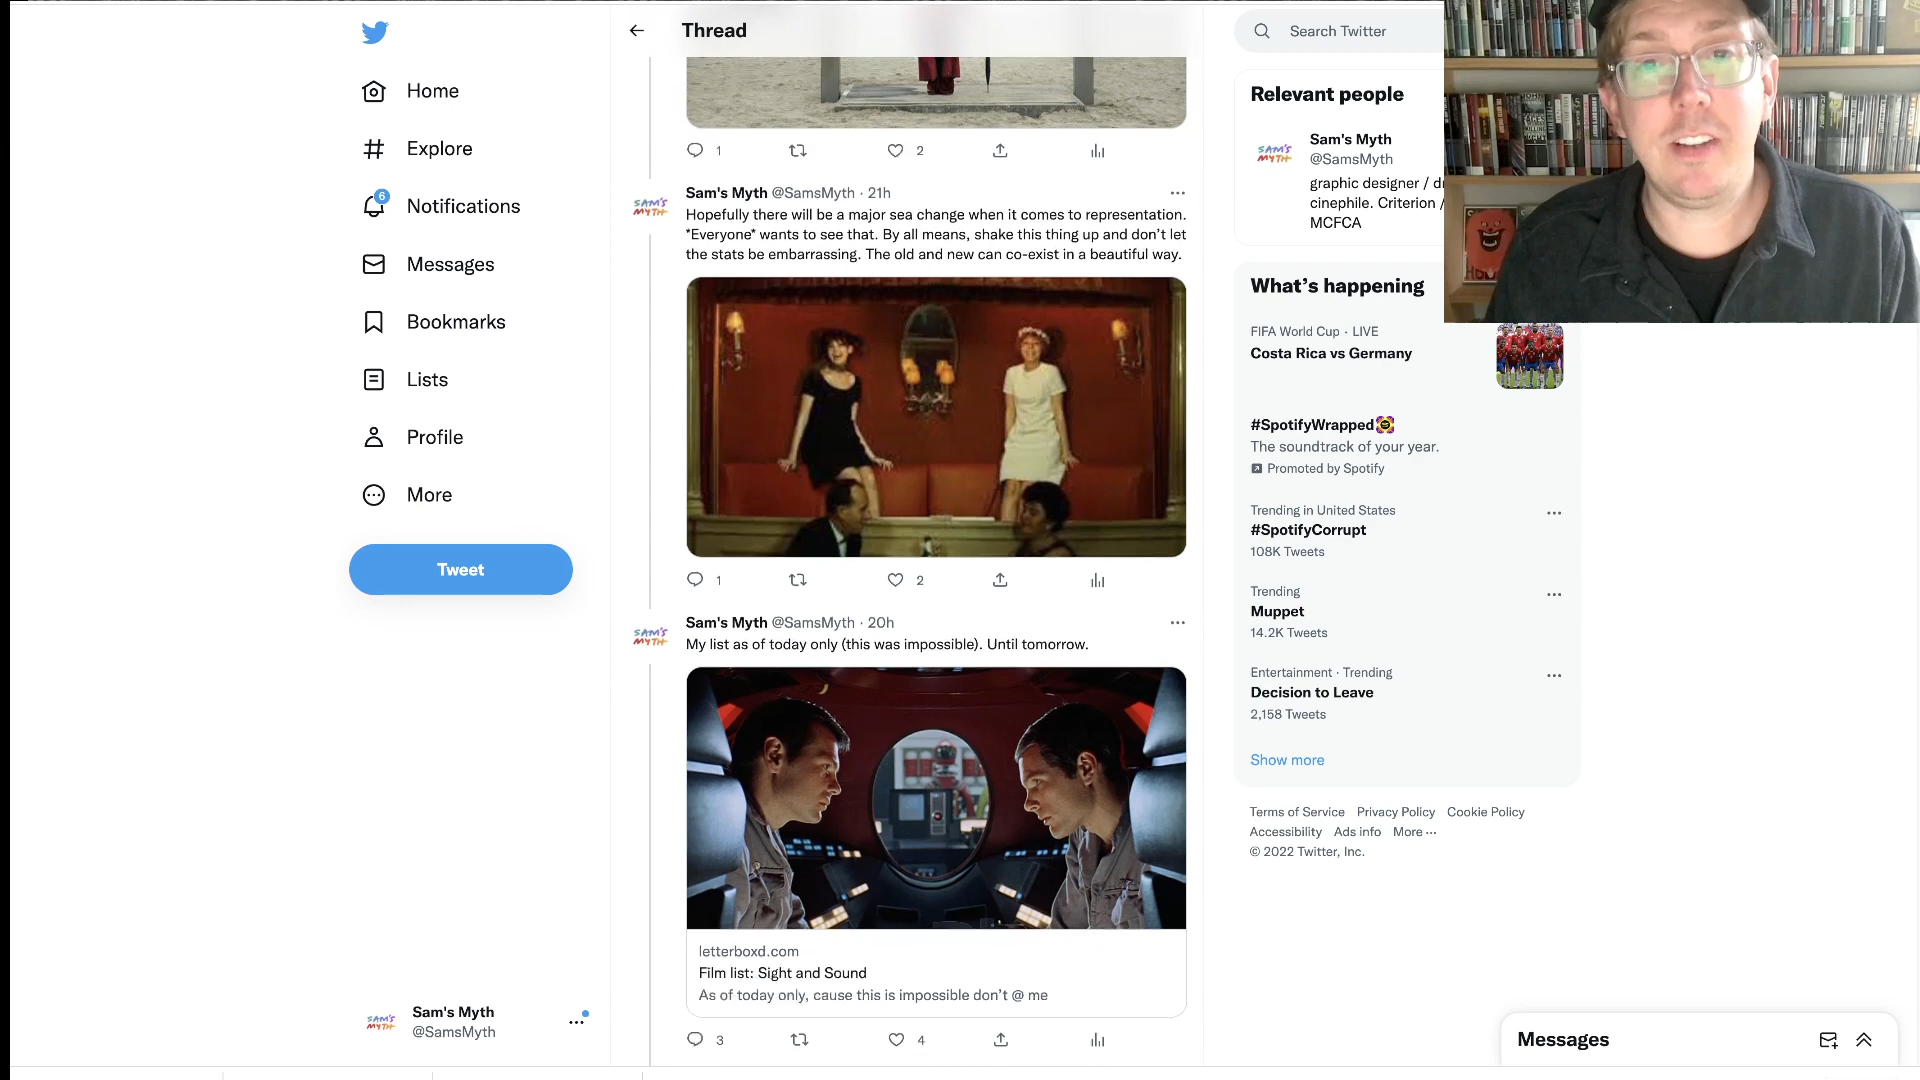 Home
Explore
6
Notifications
Messages
Bookmarks
Lists
Profile
More
Tweet
SAM'S MYTH
Sam's Myth
@SamsMyth
Thread
1 2
SAM'S MYTH
Sam's Myth @SamsMyth · 21h
Hopefully there will be a major sea change when it comes to representation.
*Everyone* wants to see that. By all means, shake this thing up and don't let
the stats be embarrassing. The old and new can co-exist in a beautiful way.
1 2
SAM'S MYTH
Sam's Myth @SamsMyth · 20h
My list as of today only (this was impossible). Until tomorrow.
letterboxd.com
Film list: Sight and Sound
As of today only, cause this is impossible don't @ me
3 4
Search Twitter
Relevant people
SAM'S MYTH
Sam's Myth
@SamsMyth
graphic designer /
cinephile. Criterion /
MCFCA
What's happening
FIFA World Cup · LIVE
Costa Rica vs Germany
#SpotifyWrapped
The soundtrack of your year.
Promoted by Spotify
Trending in United States
#SpotifyCorrupt
108K Tweets
Trending
Muppet
14.2K Tweets
Entertainment · Trending
Decision to Leave
2,158 Tweets
Show more
Terms of Service Privacy Policy Cookie Policy
Accessibility Ads info More ···
© 2022 Twitter, Inc.
Messages